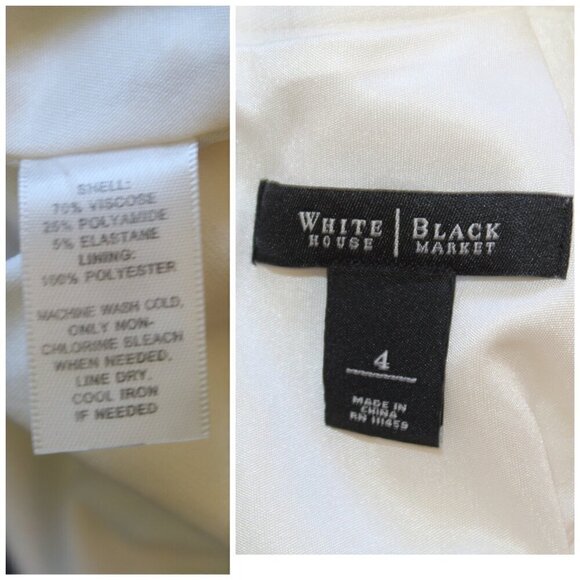 SHELL:
70% VISCOSE
25% POLYAMIDE
5% ELASTANE
LINING:
100% POLYESTER
MACHINE WASH COLD,
ONLY NON-
CHLORINE BLEACH
WHEN NEEDED.
LINE DRY.
COOL IRON
IF NEEDED
WHITE | BLACK
HOUSE | MARKET
4
MADE IN
CHINA
RN 111459